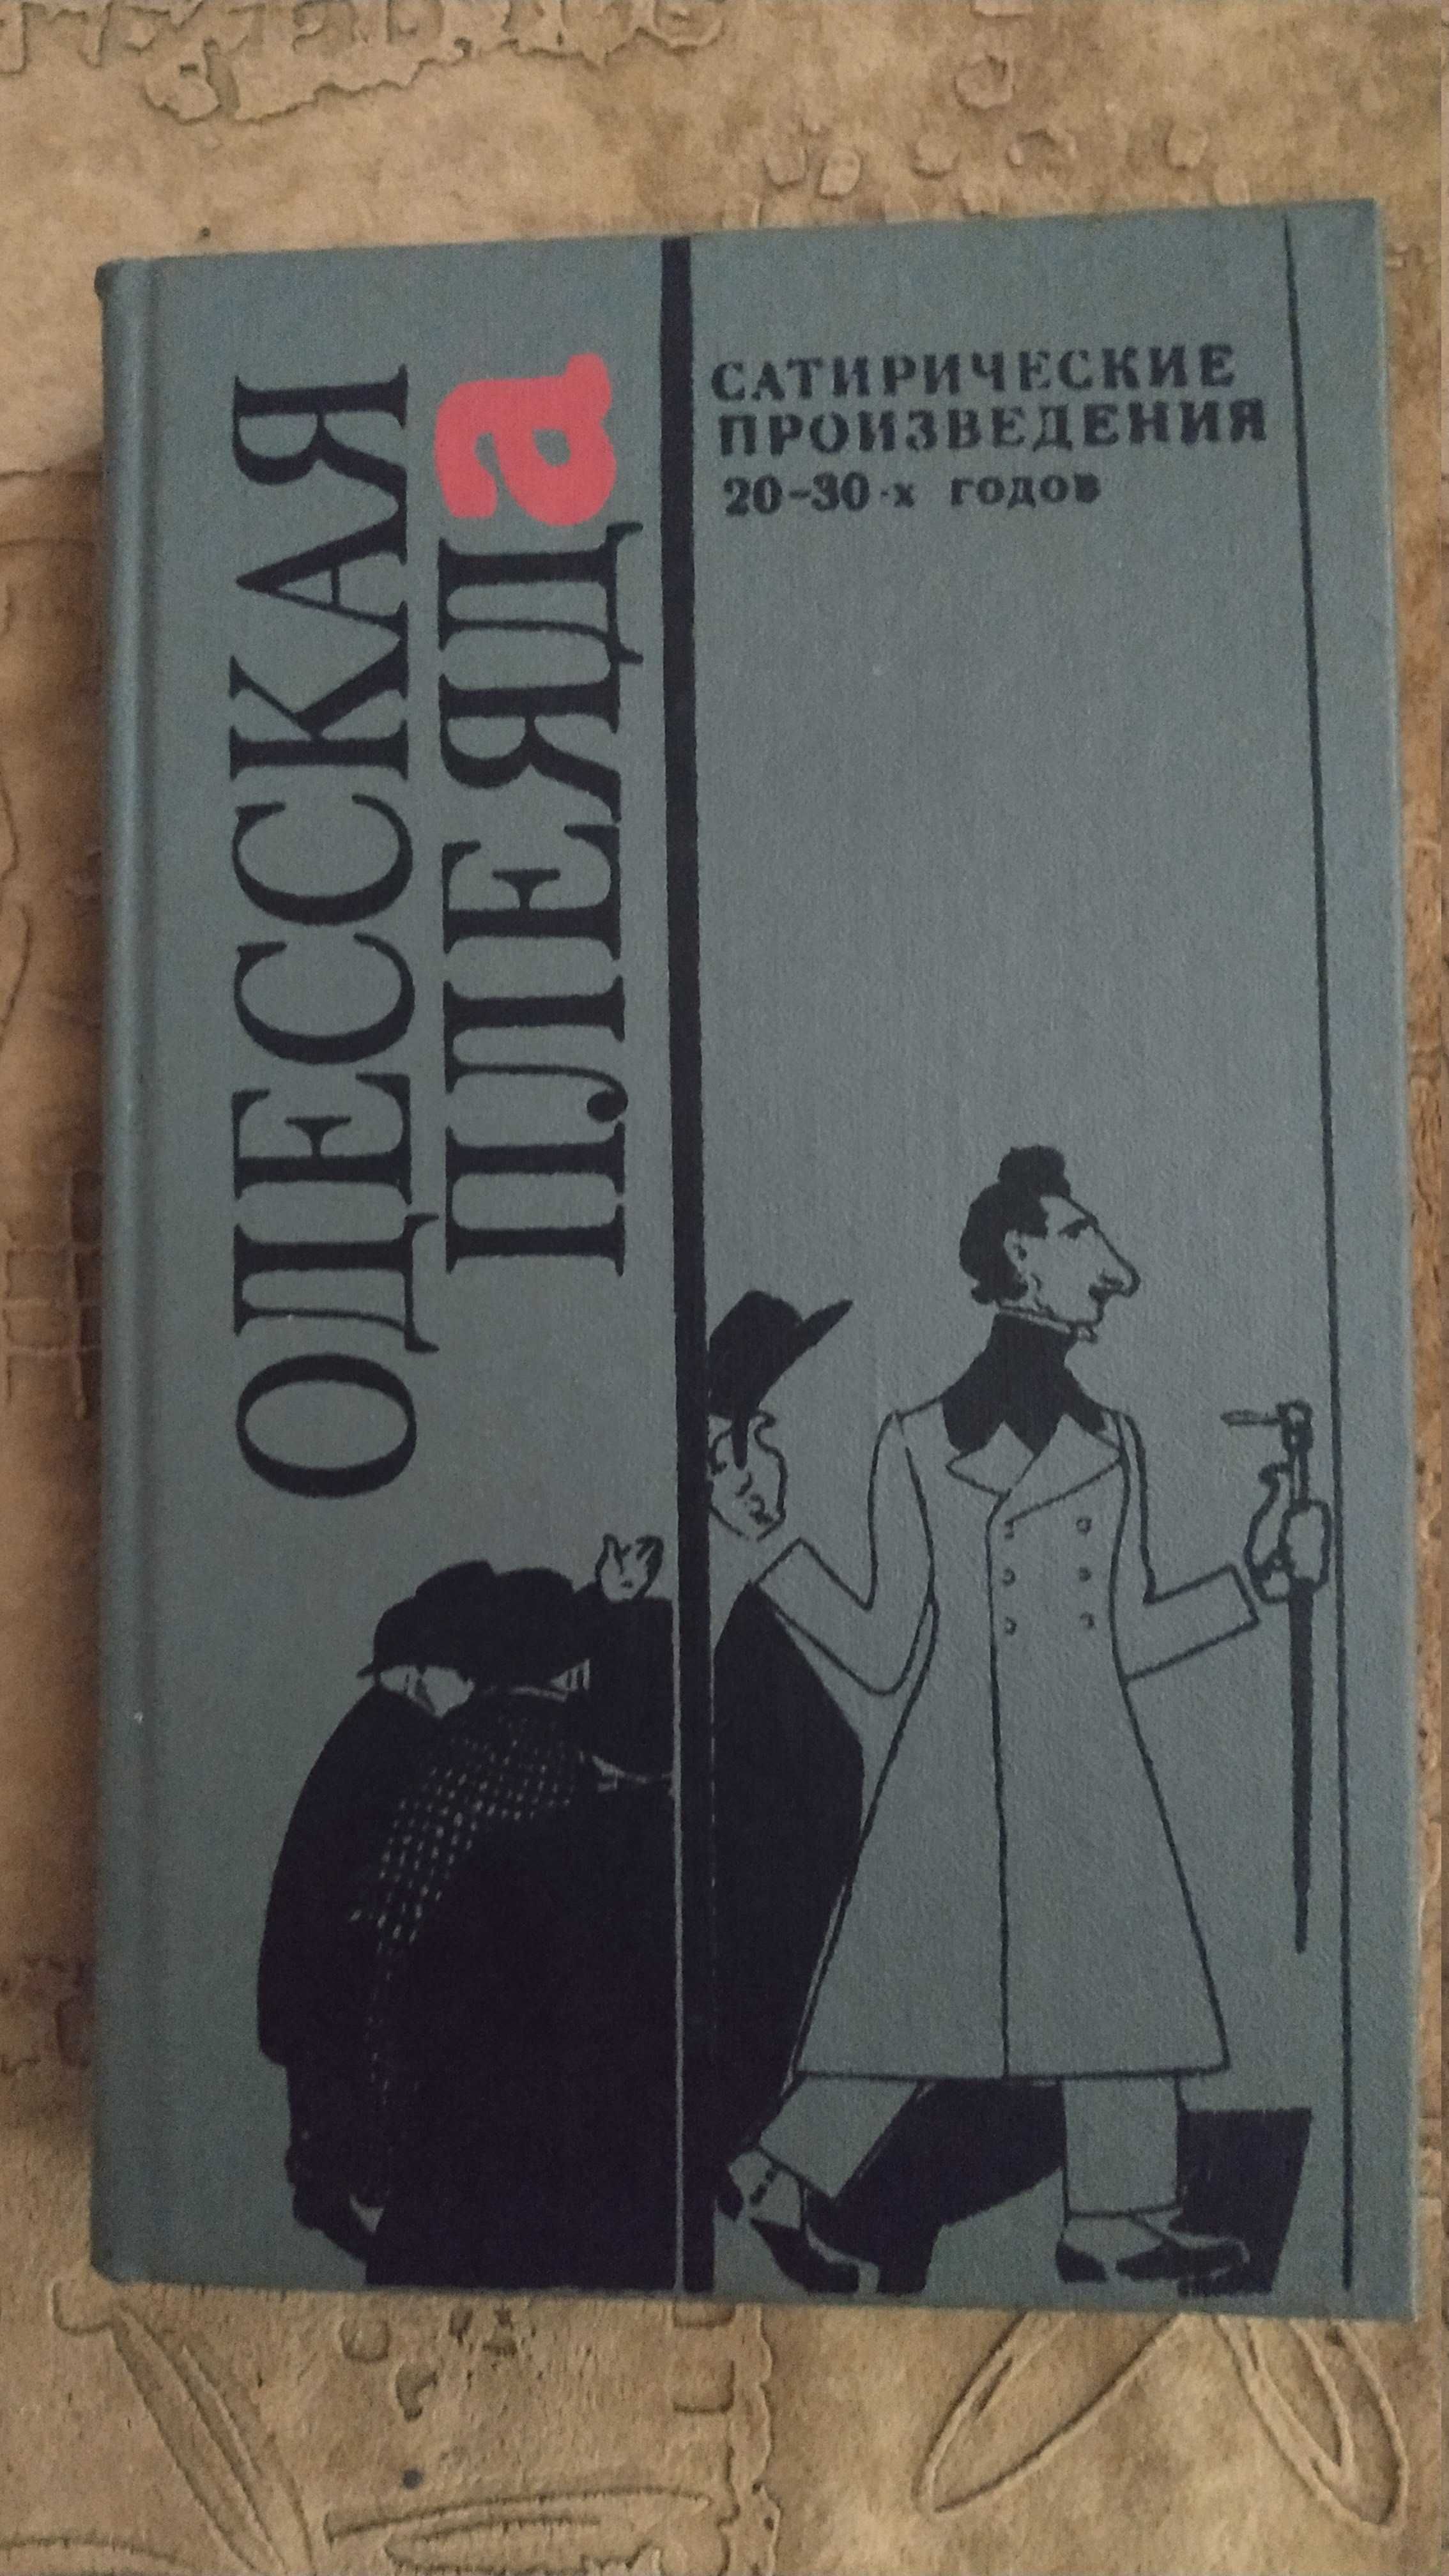 ОДЕССКАЯ
ПЛЕЯДа
САТИРИЧЕСКИЕ
ПРОИЗВЕДЕНИЯ
20-30-х годов